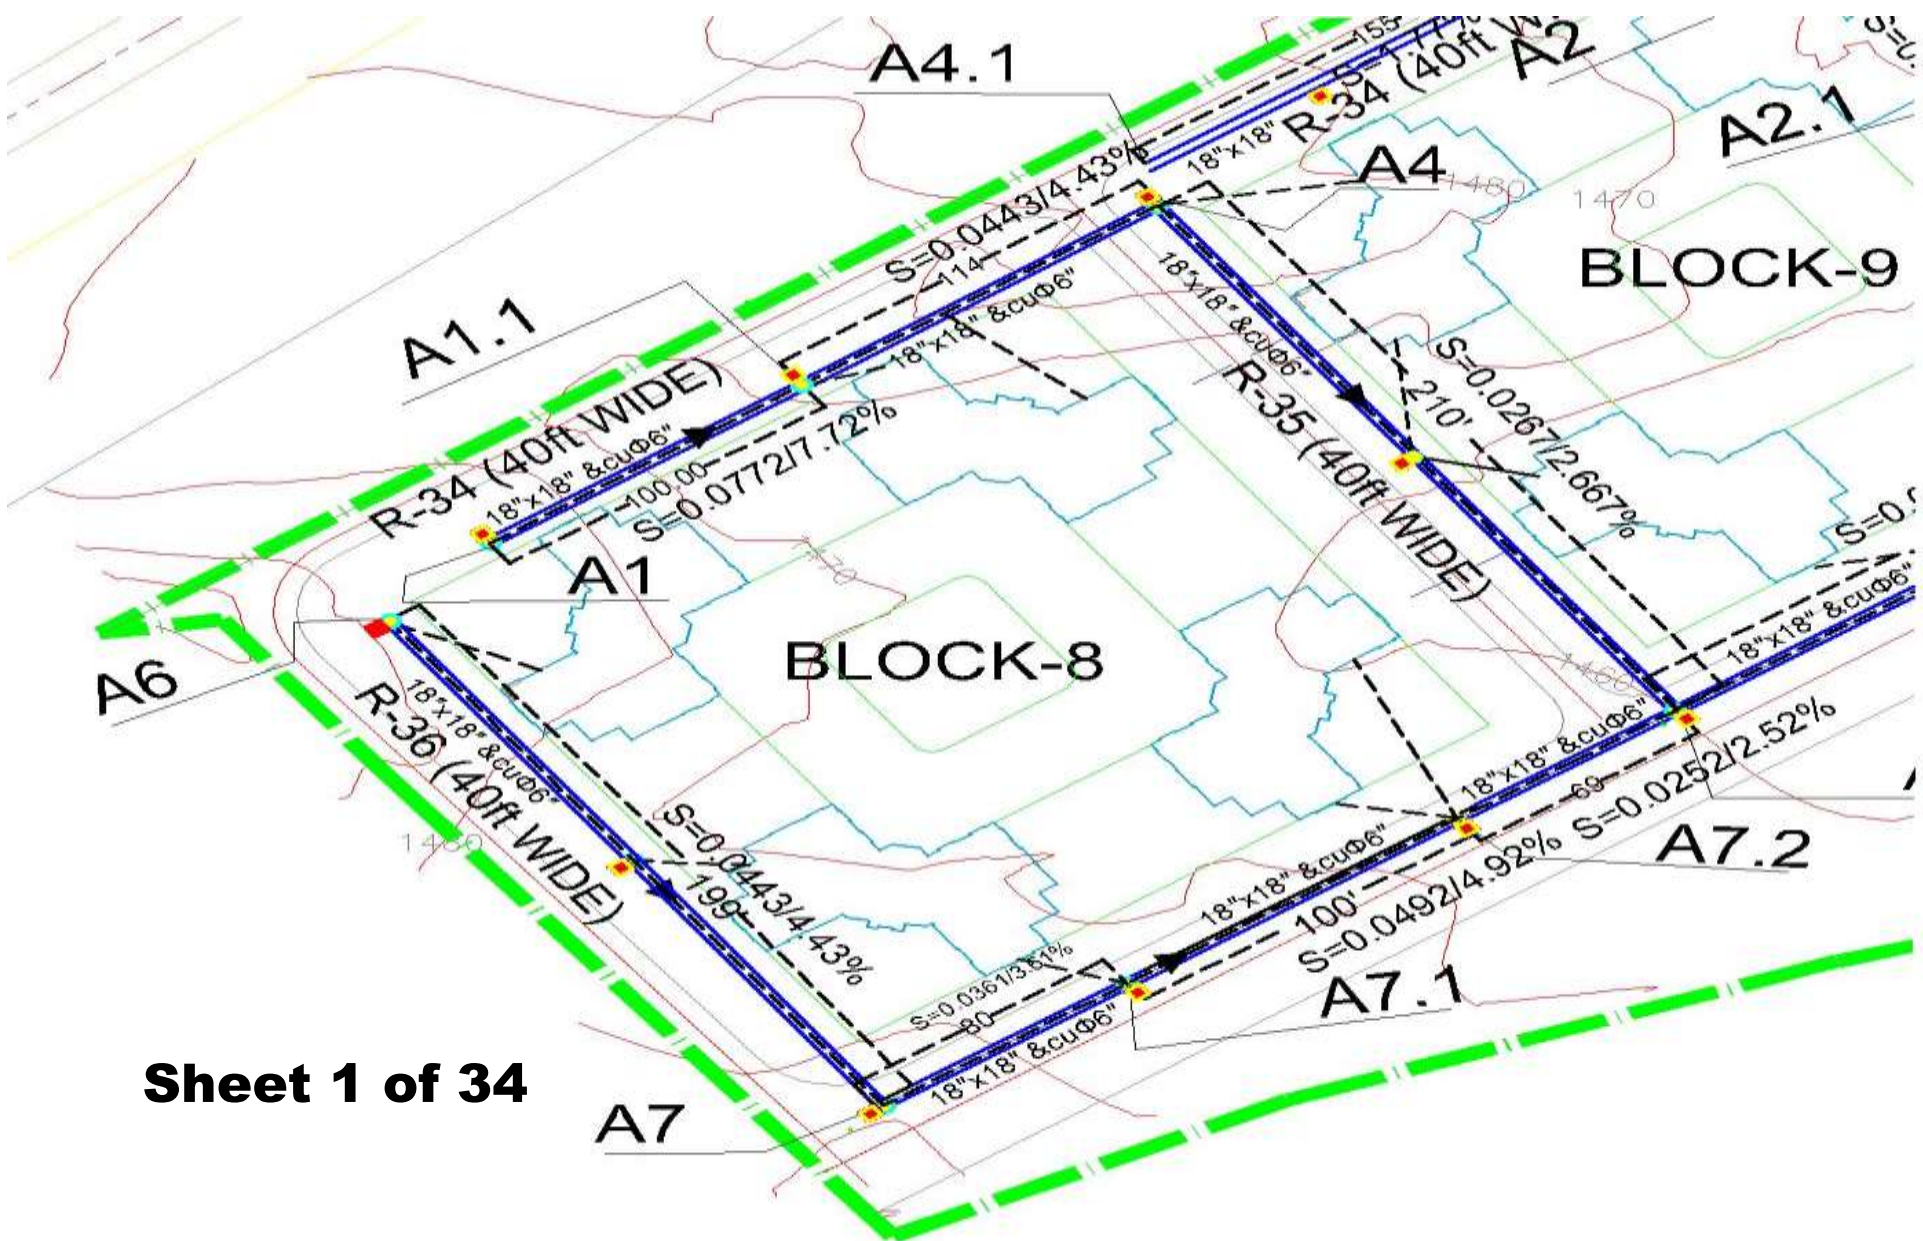 A4.1
A2
R-34 (40ft
18"x18"
A2.1
A4
1480
1470
BLOCK-9
S=0.0443/4.43%
114
18"x18" &cuΦ6"
A1.1
R-34 (40ft WIDE)
18"x18" &cuΦ6"
100.00
S=0.0772/7.72%
18"x18" &cuΦ6"
R-35 (40ft WIDE)
S=0.0267/2.667%
210'
A1
1470
BLOCK-8
A6
18"x18" &cuΦ6"
R-36 (40ft WIDE)
1480
S=0.0443/4.43%
199'
1460
18"x18" &cuΦ6"
18"x18" &cuΦ6"
69
S=0.0252/2.52%
A7.2
18"x18" &cuΦ6"
100'
S=0.0492/4.92%
A7.1
S=0.0361/3.61%
80
18"x18" &cuΦ6"
A7
Sheet 1 of 34